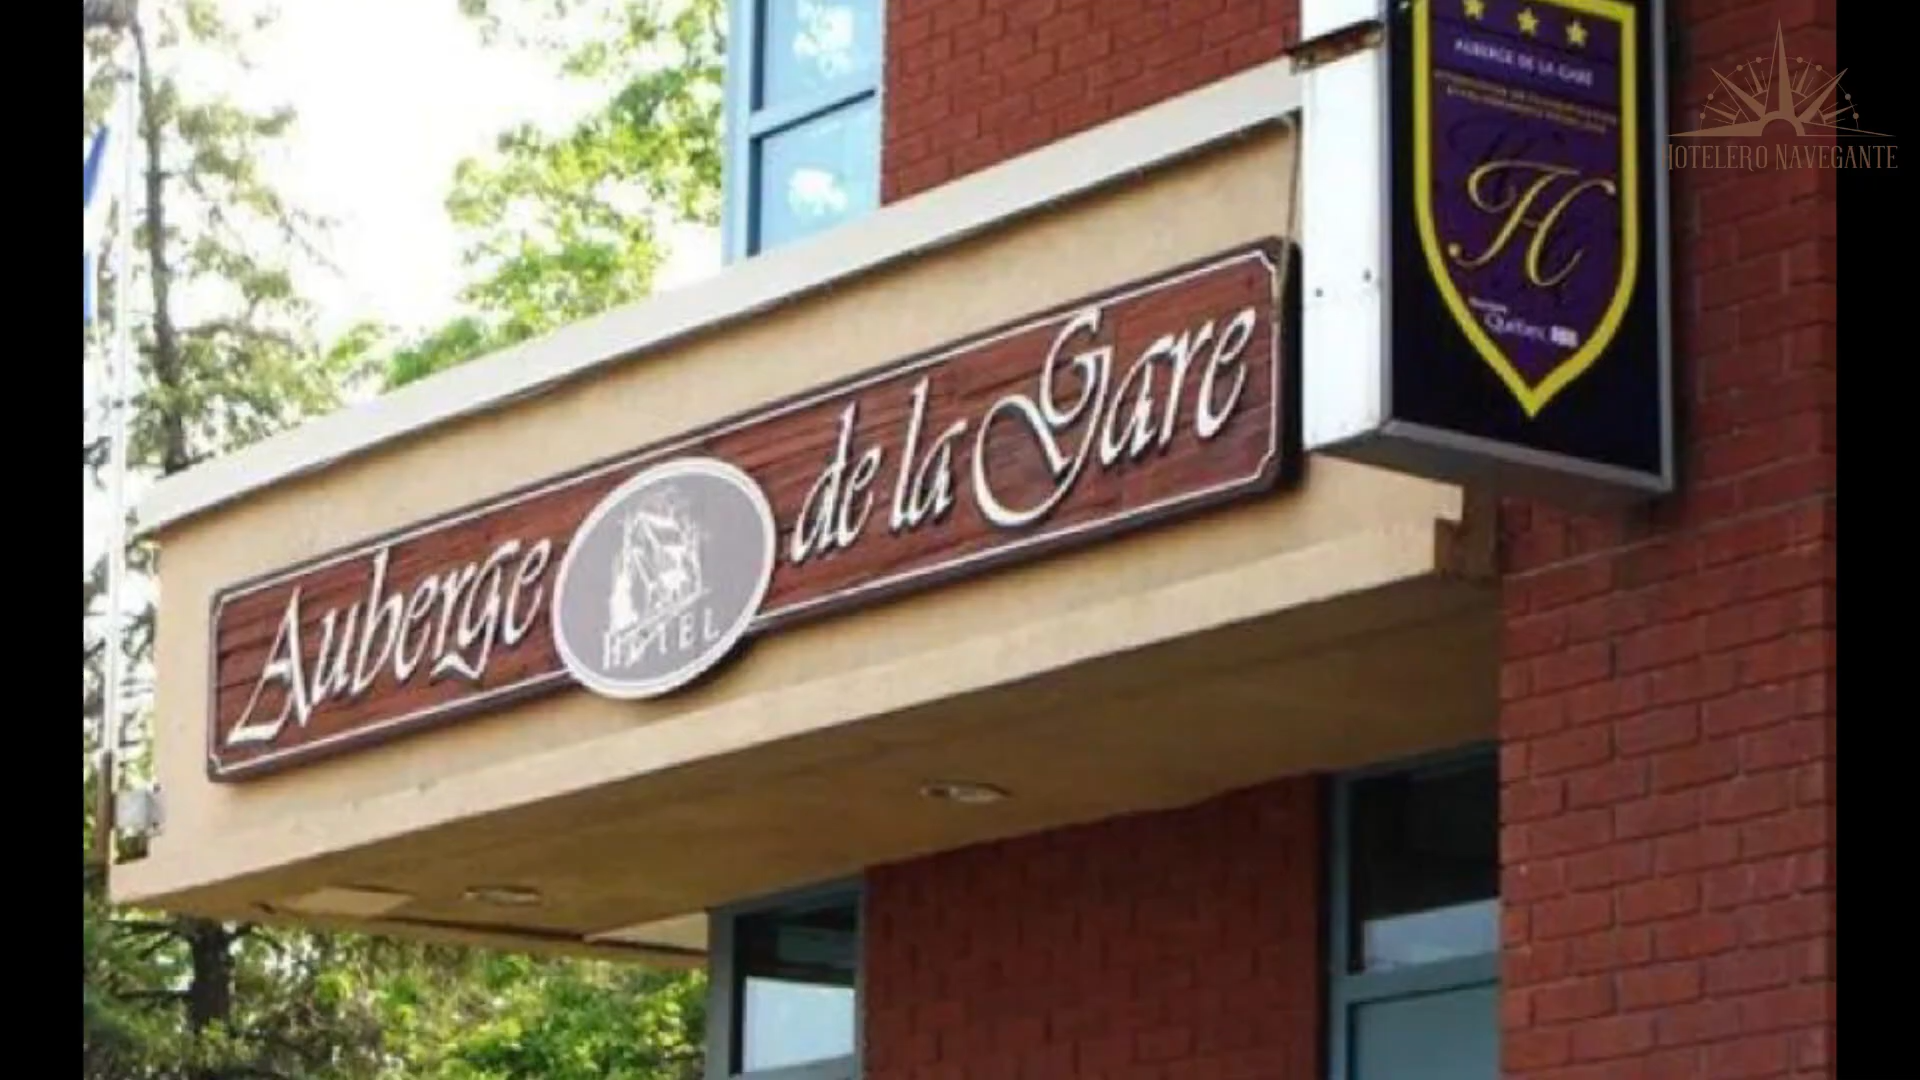 Auberge de la Gare
HOTEL
AUBERGE DE LA GARE
H
Québec
HOTELERO NAVEGANTE